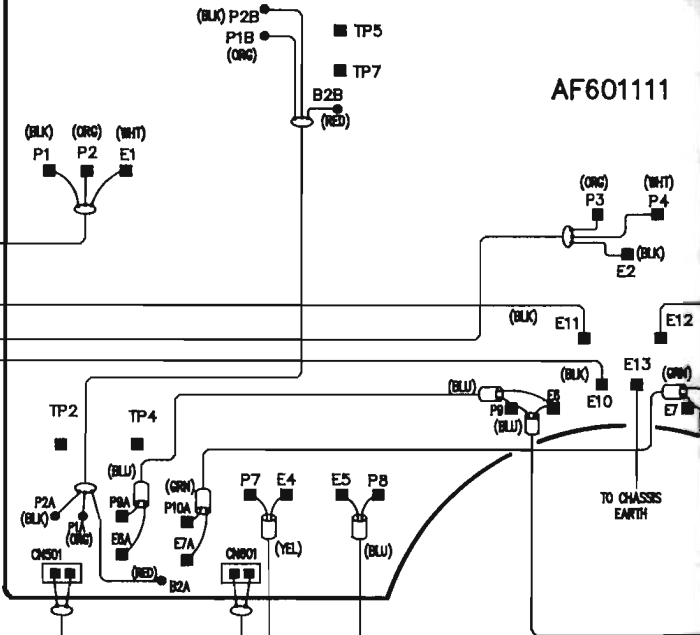 (BLK) P2B
P1B
(ORG)
TP5
TP7
B2B
(RED)
AF601111
(BLK) (ORG) (WHT)
P1 P2 E1
(ORG) (WHT)
P3 P4
(BLK)
E2
(BLK)
E11
E12
(BLK)
E10
E13
(GRN)
E7
(BLU)
P9
E6
(BLU)
TP2
TP4
(BLU)
(GRN)
P7 E4 E5 P8
P2A
(BLK)
P1A
(ORG)
P9A
P10A
E6A
E7A
(YEL)
(BLU)
TO CHASSIS
EARTH
CN501
CN601
(RED)
B2A